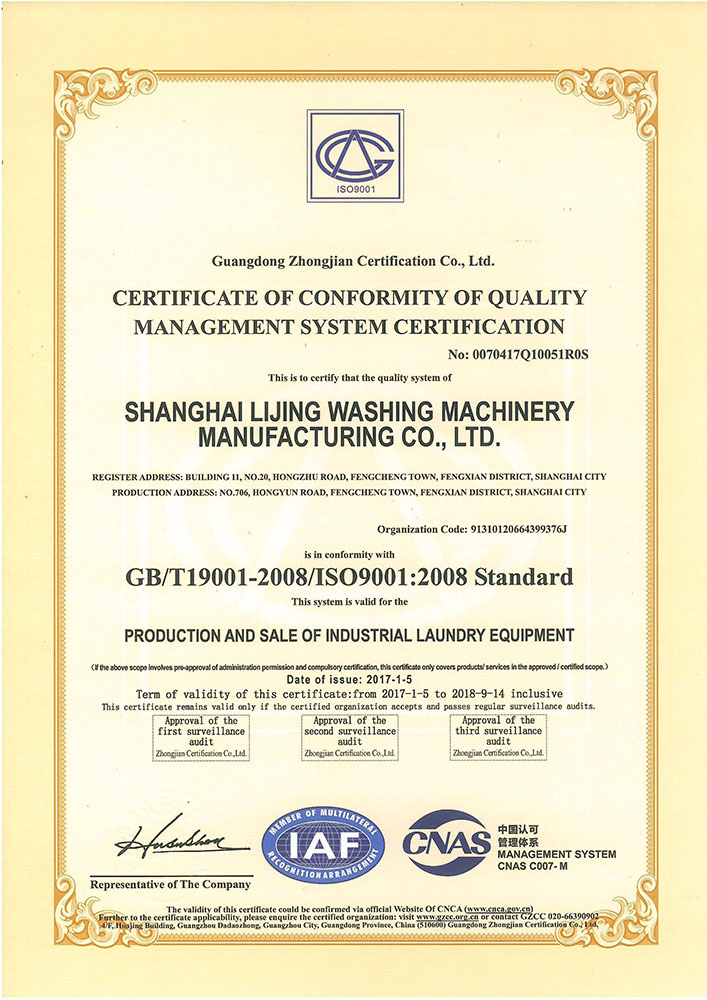 ISO9001
Guangdong Zhongjian Certification Co., Ltd.
CERTIFICATE OF CONFORMITY OF QUALITY
MANAGEMENT SYSTEM CERTIFICATION
No: 0070417Q10051R0S
This is to certify that the quality system of
SHANGHAI LIJING WASHING MACHINERY
MANUFACTURING CO., LTD.
REGISTER ADDRESS: BUILDING 11, NO.20, HONGZHU ROAD, FENGCHENG TOWN, FENGXIAN DISTRICT, SHANGHAI CITY
PRODUCTION ADDRESS: NO.706, HONGYUN ROAD, FENGCHENG TOWN, FENGXIAN DISTRICT, SHANGHAI CITY
Organization Code: 91310120664399376J
is in conformity with
GB/T19001-2008/ISO9001:2008 Standard
This system is valid for the
PRODUCTION AND SALE OF INDUSTRIAL LAUNDRY EQUIPMENT
(If the above scope involves pre-approval of administration permission and compulsory certification, this certificate only covers products/ services in the approved / certified scope.)
Date of issue: 2017-1-5
Term of validity of this certificate:from 2017-1-5 to 2018-9-14 inclusive
This certificate remains valid only if the certified organization accepts and passes regular surveillance audits.
Approval of the
first surveillance
audit
Zhongjian Certification Co.,Ltd.
Approval of the
second surveillance
audit
Zhongjian Certification Co.,Ltd.
Approval of the
third surveillance
audit
Zhongjian Certification Co.,Ltd.
Representative of The Company
MEMBER OF MULTILATERAL
IAF
RECOGNITION ARRANGEMENT
CNAS
中国认可
管理体系
MANAGEMENT SYSTEM
CNAS C007-M
The validity of this certificate could be confirmed via official Website Of CNCA (www.cnca.gov.cn)
Further to the certificate applicability, please enquire the certified organization: visit www.gzcc.org.cn or contact GZCC 020-66390902
4/F, Huajing Building, Guangzhou Dadaozhong, Guangzhou City, Guangdong Province, China (510600) Guangdong Zhongjian Certification Co., Ltd.